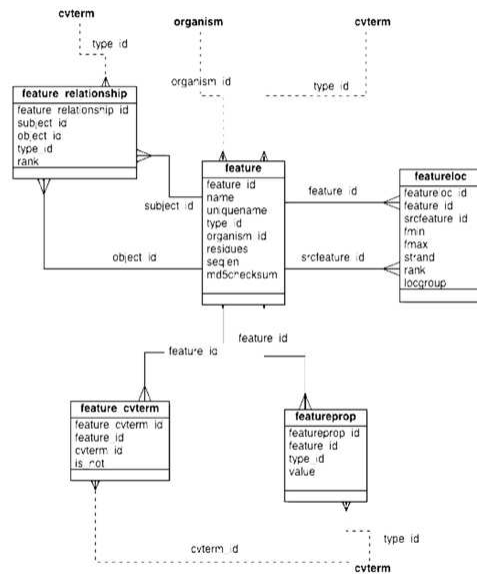 cvterm
organism
cvterm
type id
organism id
type id
feature relationship
feature relationship id
subject id
object id
type id
rank
feature
feature id
name
uniquename
type id
organism id
residues
seqlen
md5checksum
featureloc
featureloc id
feature id
srcfeature id
fmin
fmax
strand
rank
locgroup
subject id
feature id
object id
srcfeature id
feature id
feature id
feature cvterm
feature cvterm id
feature id
cvterm id
is not
featureprop
featureprop id
feature id
type id
value
type id
cvterm id
cvterm